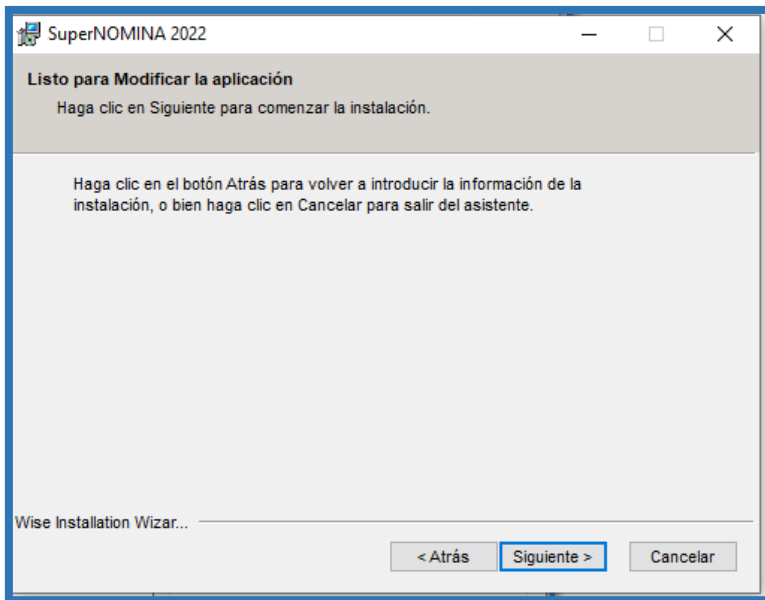 SuperNOMINA 2022
Listo para Modificar la aplicación
Haga clic en Siguiente para comenzar la instalación.
Haga clic en el botón Atrás para volver a introducir la información de la
instalación, o bien haga clic en Cancelar para salir del asistente.
Wise Installation Wizar...
< Atrás
Siguiente >
Cancelar